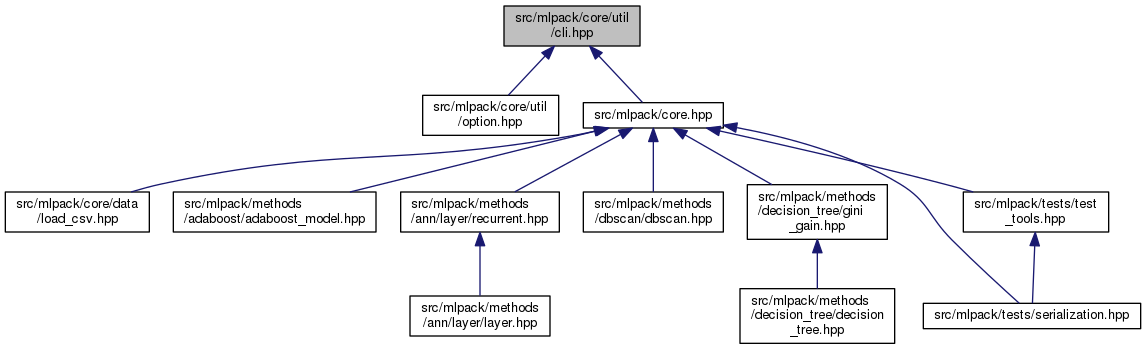 src/mlpack/core/util
/cli.hpp
src/mlpack/core/util
/option.hpp
src/mlpack/core.hpp
src/mlpack/core/data
/load_csv.hpp
src/mlpack/methods
/adaboost/adaboost_model.hpp
src/mlpack/methods
/ann/layer/recurrent.hpp
src/mlpack/methods
/dbscan/dbscan.hpp
src/mlpack/methods
/decision_tree/gini
_gain.hpp
src/mlpack/tests/test
_tools.hpp
src/mlpack/methods
/ann/layer/layer.hpp
src/mlpack/methods
/decision_tree/decision
_tree.hpp
src/mlpack/tests/serialization.hpp